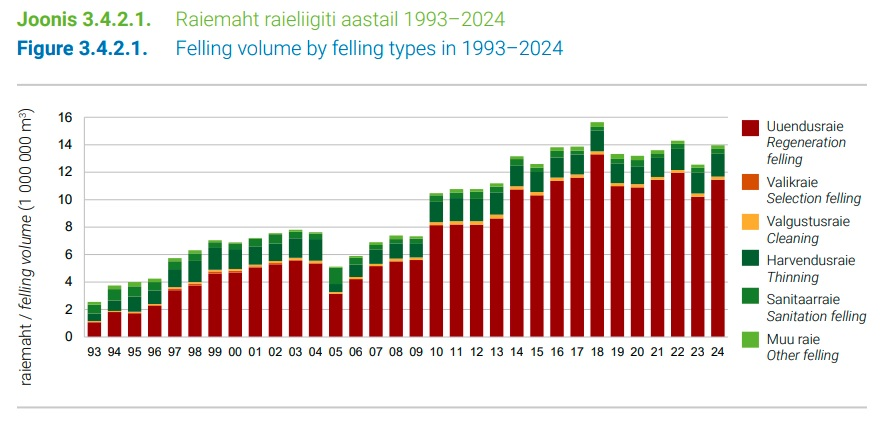 Joonis 3.4.2.1. Raiemaht raieliigiti aastail 1993–2024
Figure 3.4.2.1. Felling volume by felling types in 1993–2024
raiemaht / felling volume (1 000 000 m³)
16
14
12
10
8
6
4
2
0
93 94 95 96 97 98 99 00 01 02 03 04 05 06 07 08 09 10 11 12 13 14 15 16 17 18 19 20 21 22 23 24
Uuendusraie
Regeneration
felling
Valikraie
Selection felling
Valgustusraie
Cleaning
Harvendusraie
Thinning
Sanitaarraie
Sanitation felling
Muu raie
Other felling